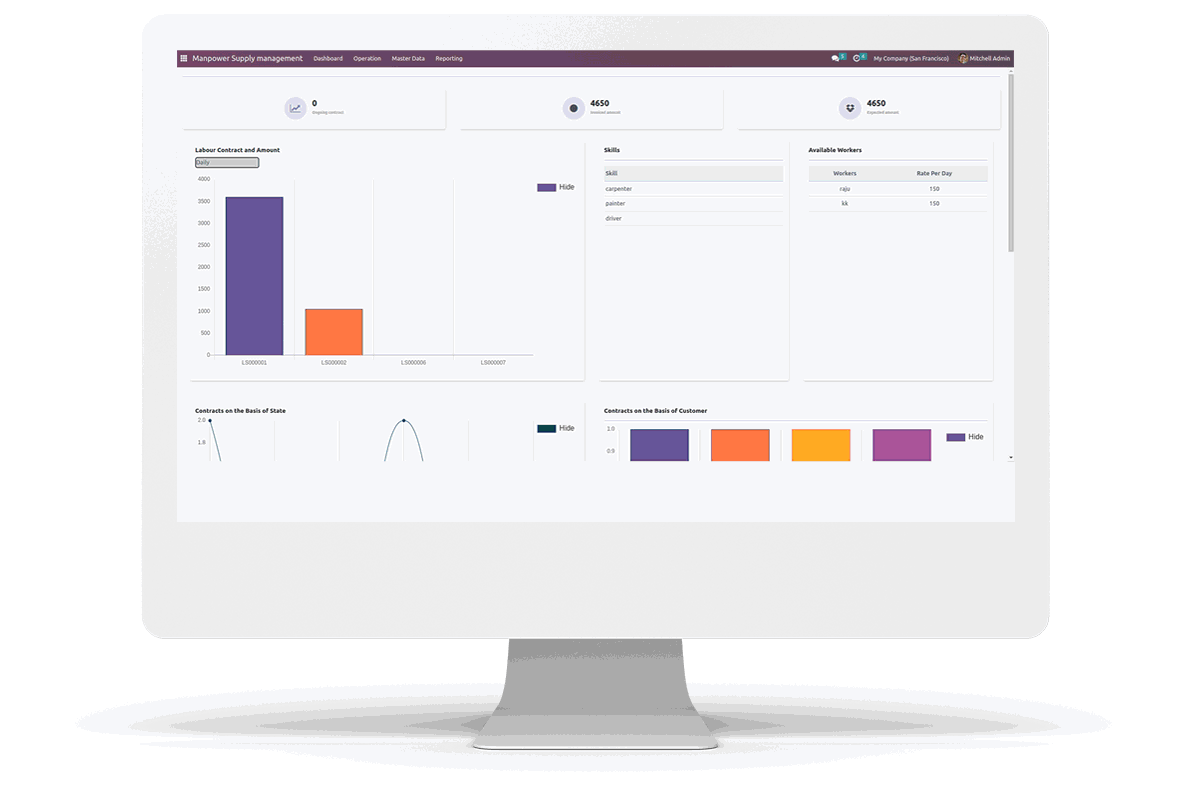 Manpower Supply management Dashboard Operation Master Data Reporting 5 4 My Company (San Francisco) Mitchell Admin
0
Ongoing contract
4650
Invoiced amount
4650
Expected amount
Labour Contract and Amount
Daily
Hide
4000
3500
3000
2500
2000
1500
1000
500
0
LS000001 LS000002 LS000006 LS000007
Skills
Skill
carpenter
painter
driver
Available Workers
Workers Rate Per Day
raju 150
kk 150
Contracts on the Basis of State
Hide
2.0
1.8
Contracts on the Basis of Customer
Hide
1.0
0.9